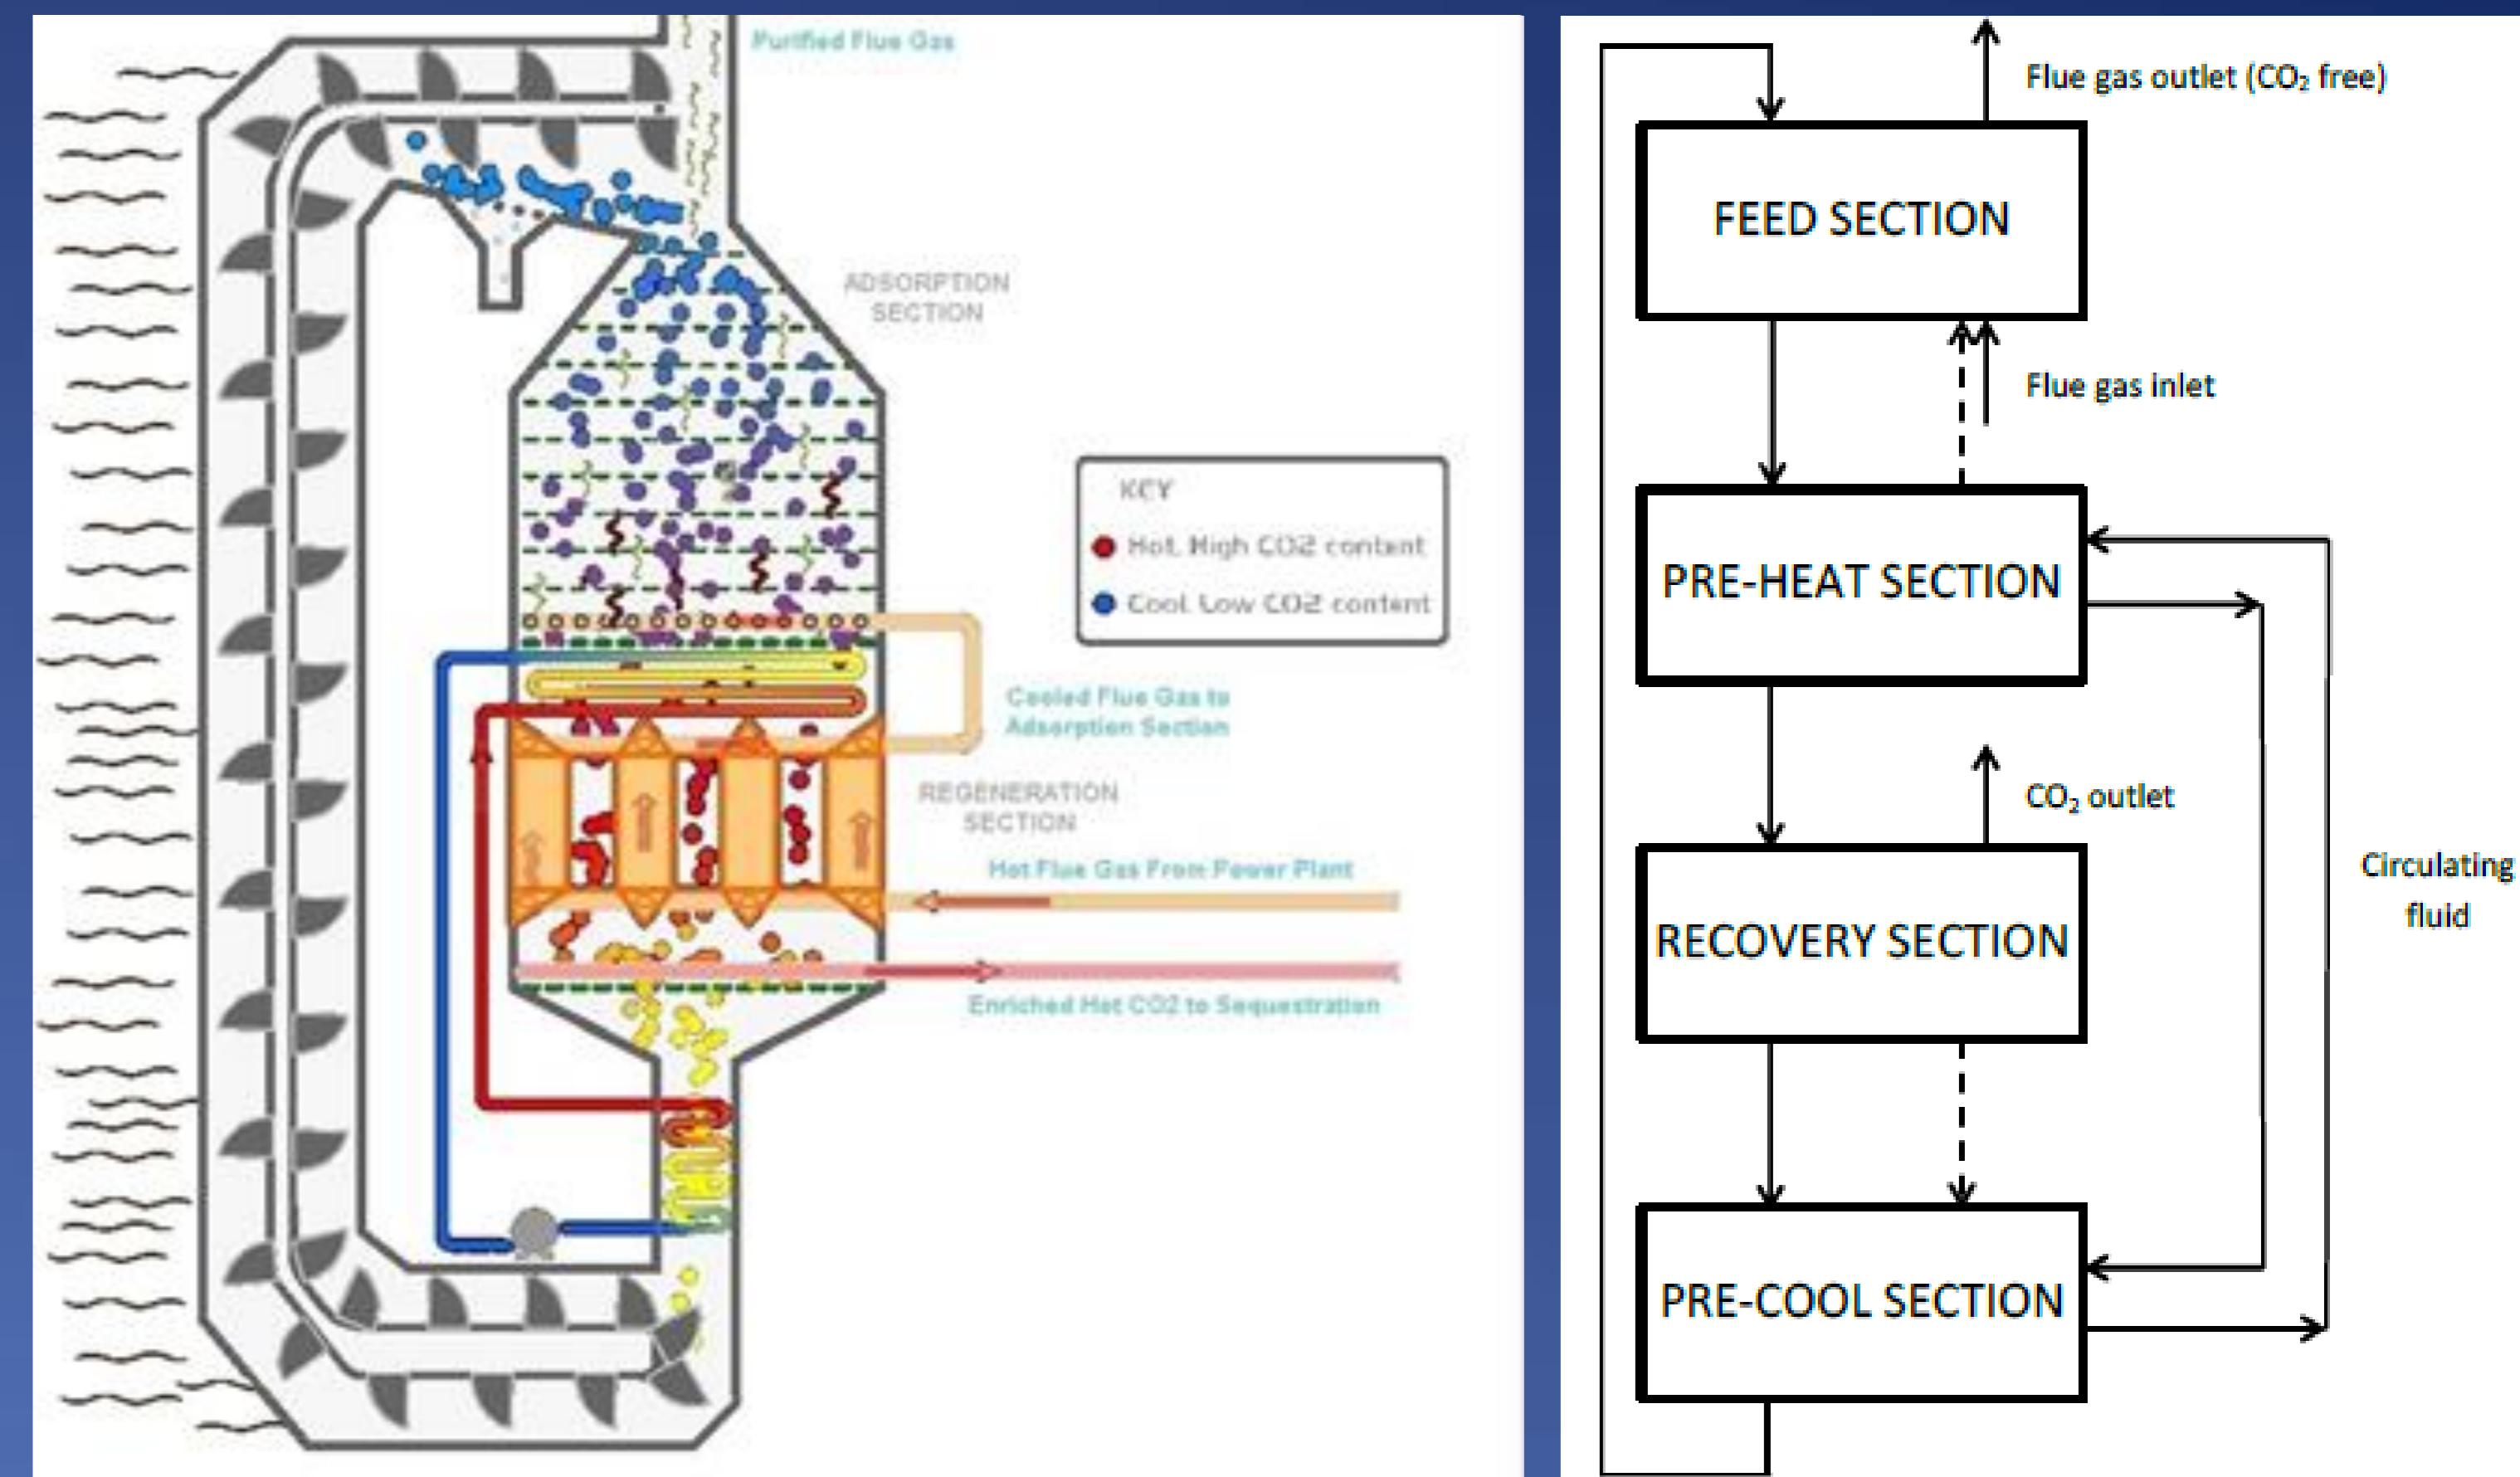 Purified Flue Gas
ADSORPTION
SECTION
KEY
Hot, High CO2 content
Cool, Low CO2 content
Cooled Flue Gas to
Adsorption Section
REGENERATION
SECTION
Hot Flue Gas From Power Plant
Enriched Hot CO2 to Sequestration
Flue gas outlet (CO₂ free)
FEED SECTION
Flue gas inlet
PRE-HEAT SECTION
CO₂ outlet
Circulating
fluid
RECOVERY SECTION
PRE-COOL SECTION